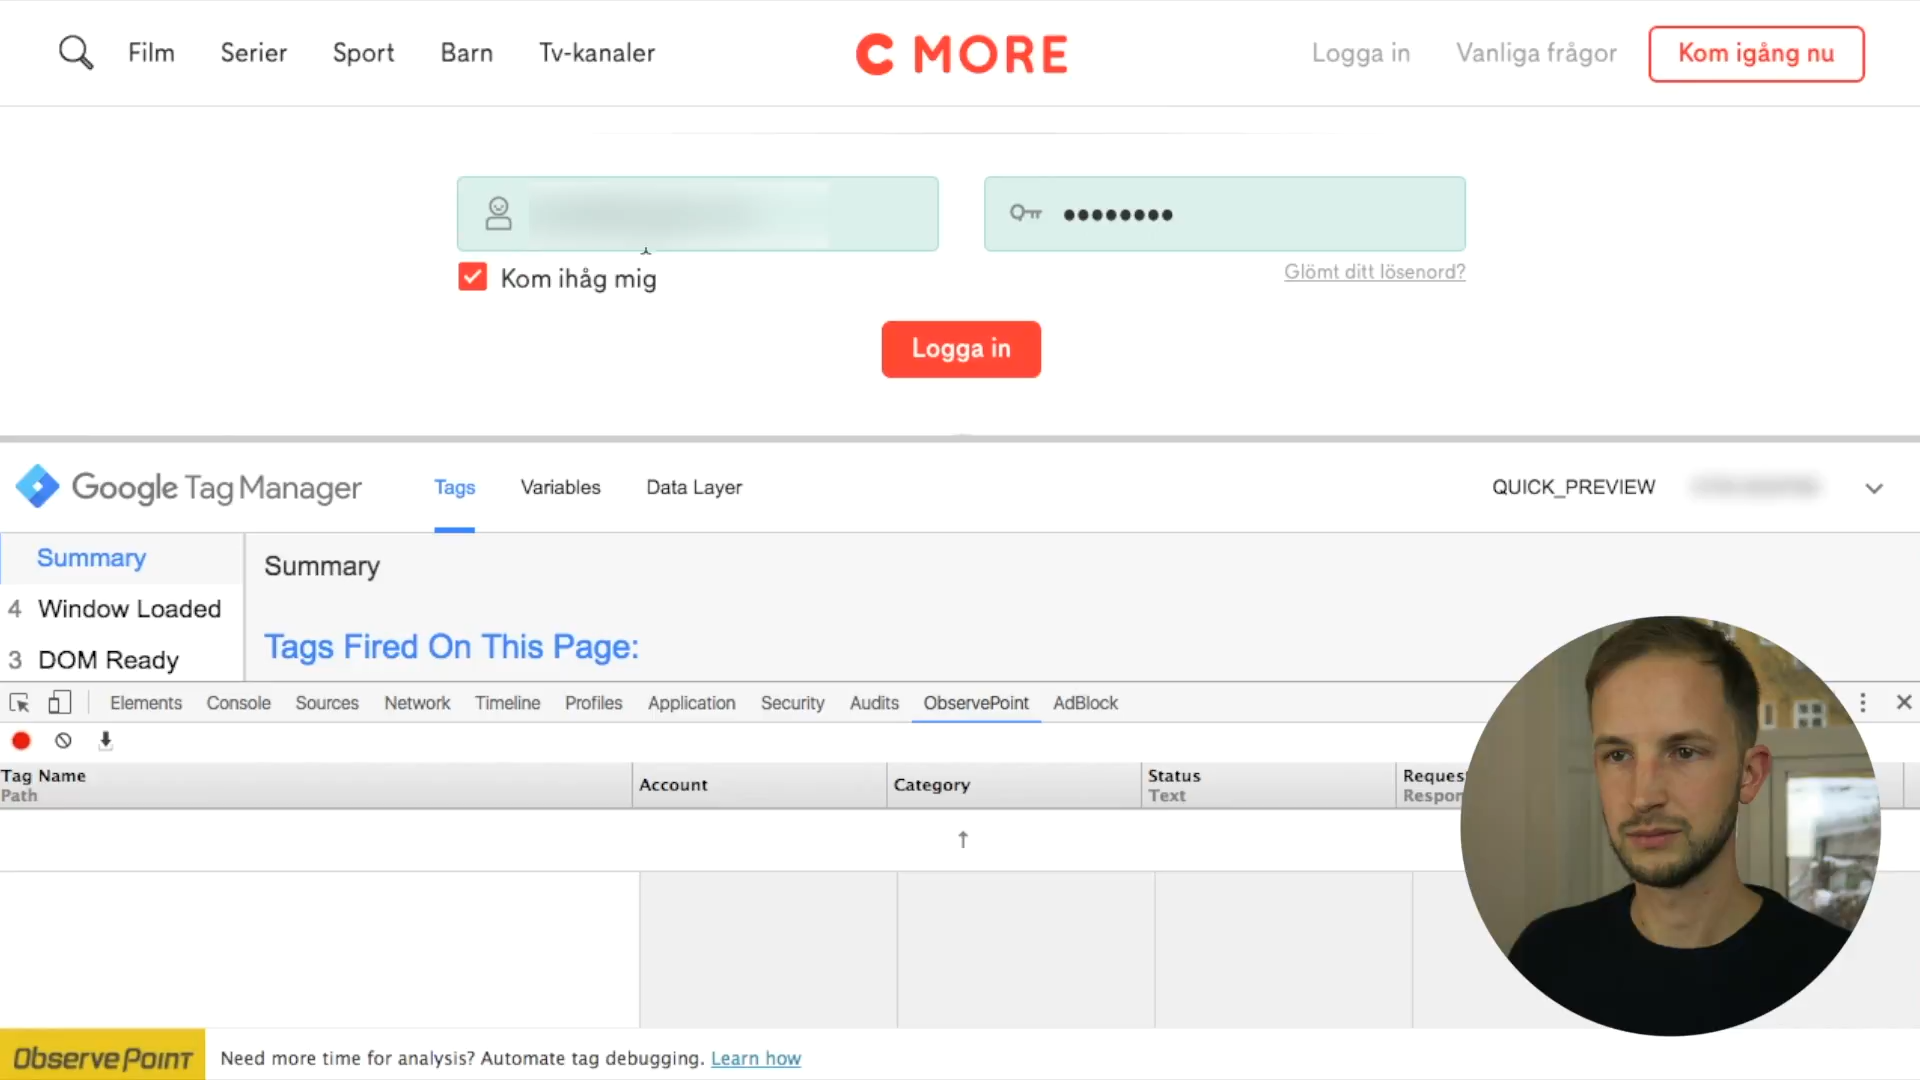 Film Serier Sport Barn Tv-kanaler C MORE Logga in Vanliga frågor Kom igång nu
••••••••
Kom ihåg mig Glömt ditt lösenord?
Logga in
Google Tag Manager Tags Variables Data Layer QUICK_PREVIEW
Summary
4 Window Loaded
3 DOM Ready
Summary
Tags Fired On This Page:
Elements Console Sources Network Timeline Profiles Application Security Audits ObservePoint AdBlock
Tag Name
Path
Account
Category
Status
Text
Reques
Respor
↑
ObservePoint Need more time for analysis? Automate tag debugging. Learn how